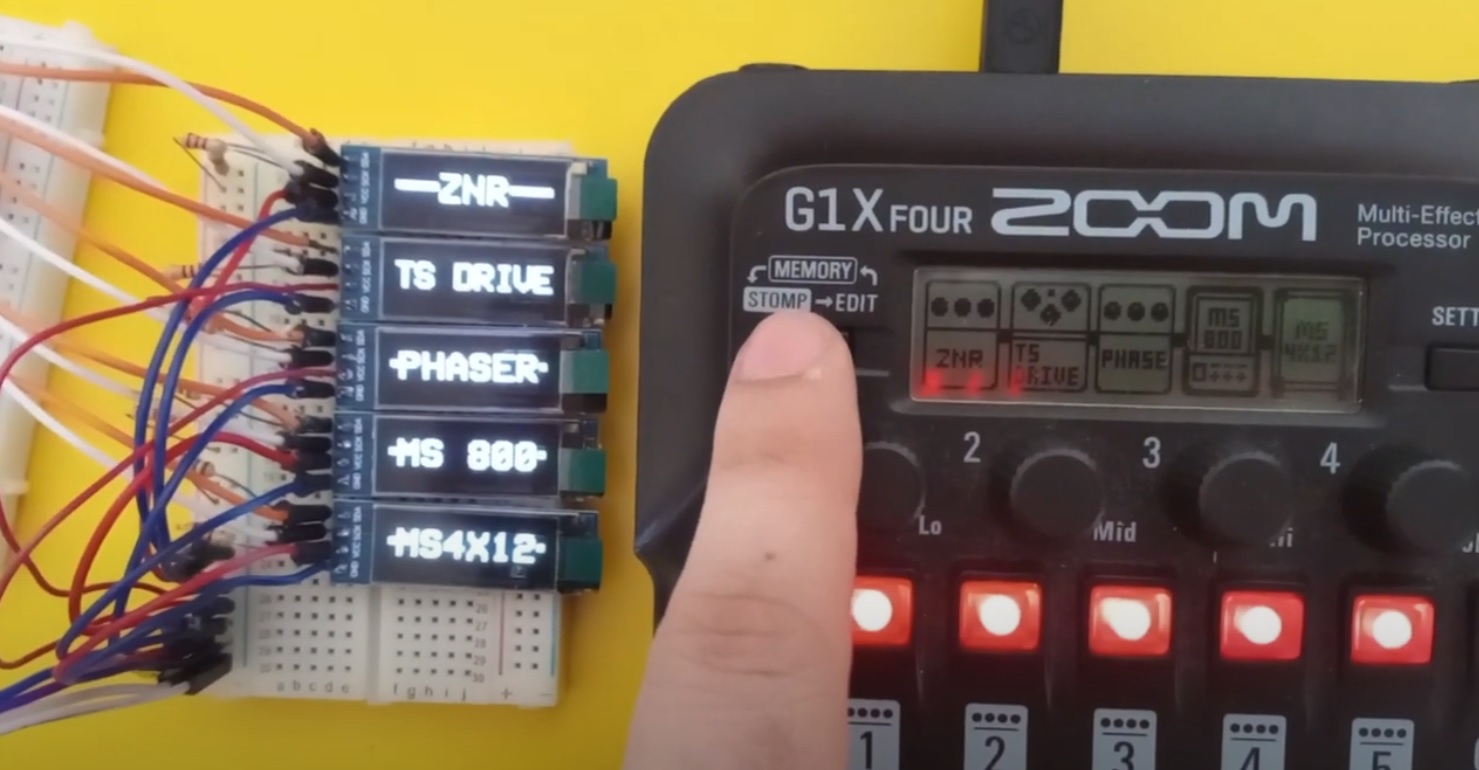 ZNR
TS DRIVE
PHASER
MS 800
MS4X12
G1X FOUR ZOOM
Multi-Effect
Processor
MEMORY
STOMP→EDIT
ZNR
TS
DRIVE
PHASE
MS
800
MS
4X12
SETT
2 3 4
Lo Mid
1 2 3 4 5
a b c d e f g h i j + -